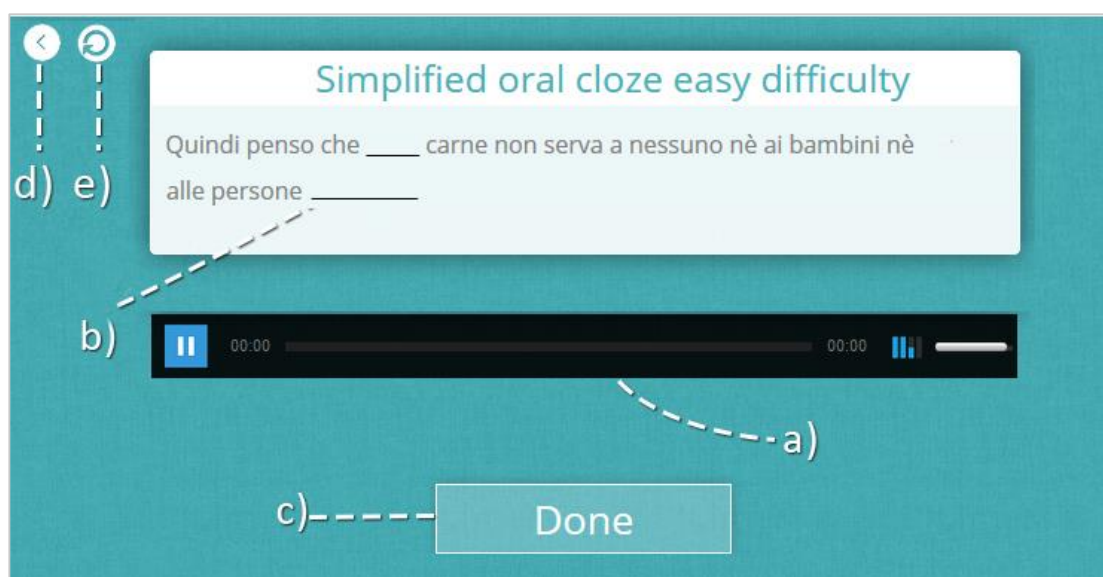 Simplified oral cloze easy difficulty
Quindi penso che _____ carne non serva a nessuno nè ai bambini nè
d) e)
alle persone __________
b)
00:00 00:00
a)
c)
Done